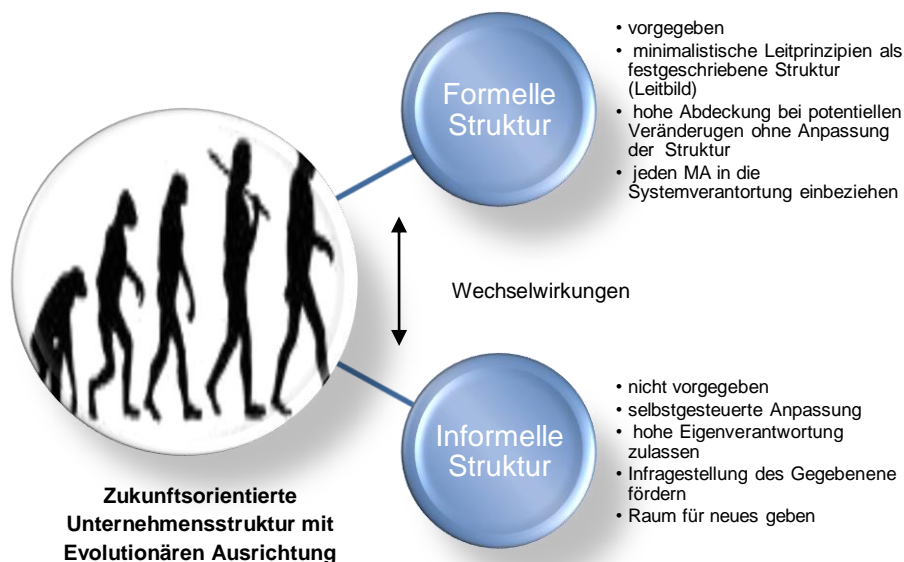 Formelle
Struktur
• vorgegeben
• minimalistische Leitprinzipien als
festgeschriebene Struktur
(Leitbild)
• hohe Abdeckung bei potentiellen
Veränderugen ohne Anpassung
der Struktur
• jeden MA in die
Systemverantortung einbeziehen
Wechselwirkungen
Informelle
Struktur
• nicht vorgegeben
• selbstgesteuerte Anpassung
• hohe Eigenverantwortung
zulassen
• Infragestellung des Gegebenene
fördern
• Raum für neues geben
Zukunftsorientierte
Unternehmensstruktur mit
Evolutionären Ausrichtung